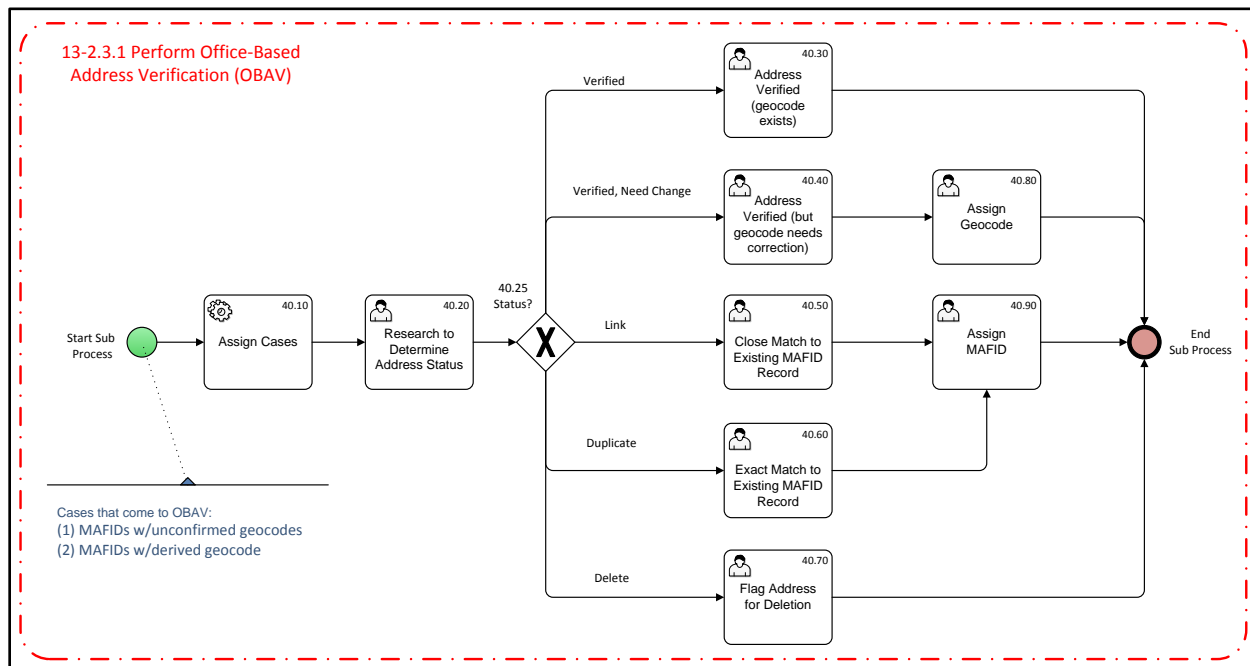 13-2.3.1 Perform Office-Based
Address Verification (OBAV)
Start Sub
Process
40.10
Assign Cases
40.20
Research to
Determine
Address Status
40.25
Status?
X
Verified
40.30
Address
Verified
(geocode
exists)
Verified, Need Change
40.40
Address
Verified (but
geocode needs
correction)
40.80
Assign
Geocode
Link
40.50
Close Match to
Existing MAFID
Record
40.90
Assign
MAFID
Duplicate
40.60
Exact Match to
Existing MAFID
Record
Delete
40.70
Flag Address
for Deletion
End
Sub Process
Cases that come to OBAV:
(1) MAFIDs w/unconfirmed geocodes
(2) MAFIDs w/derived geocode